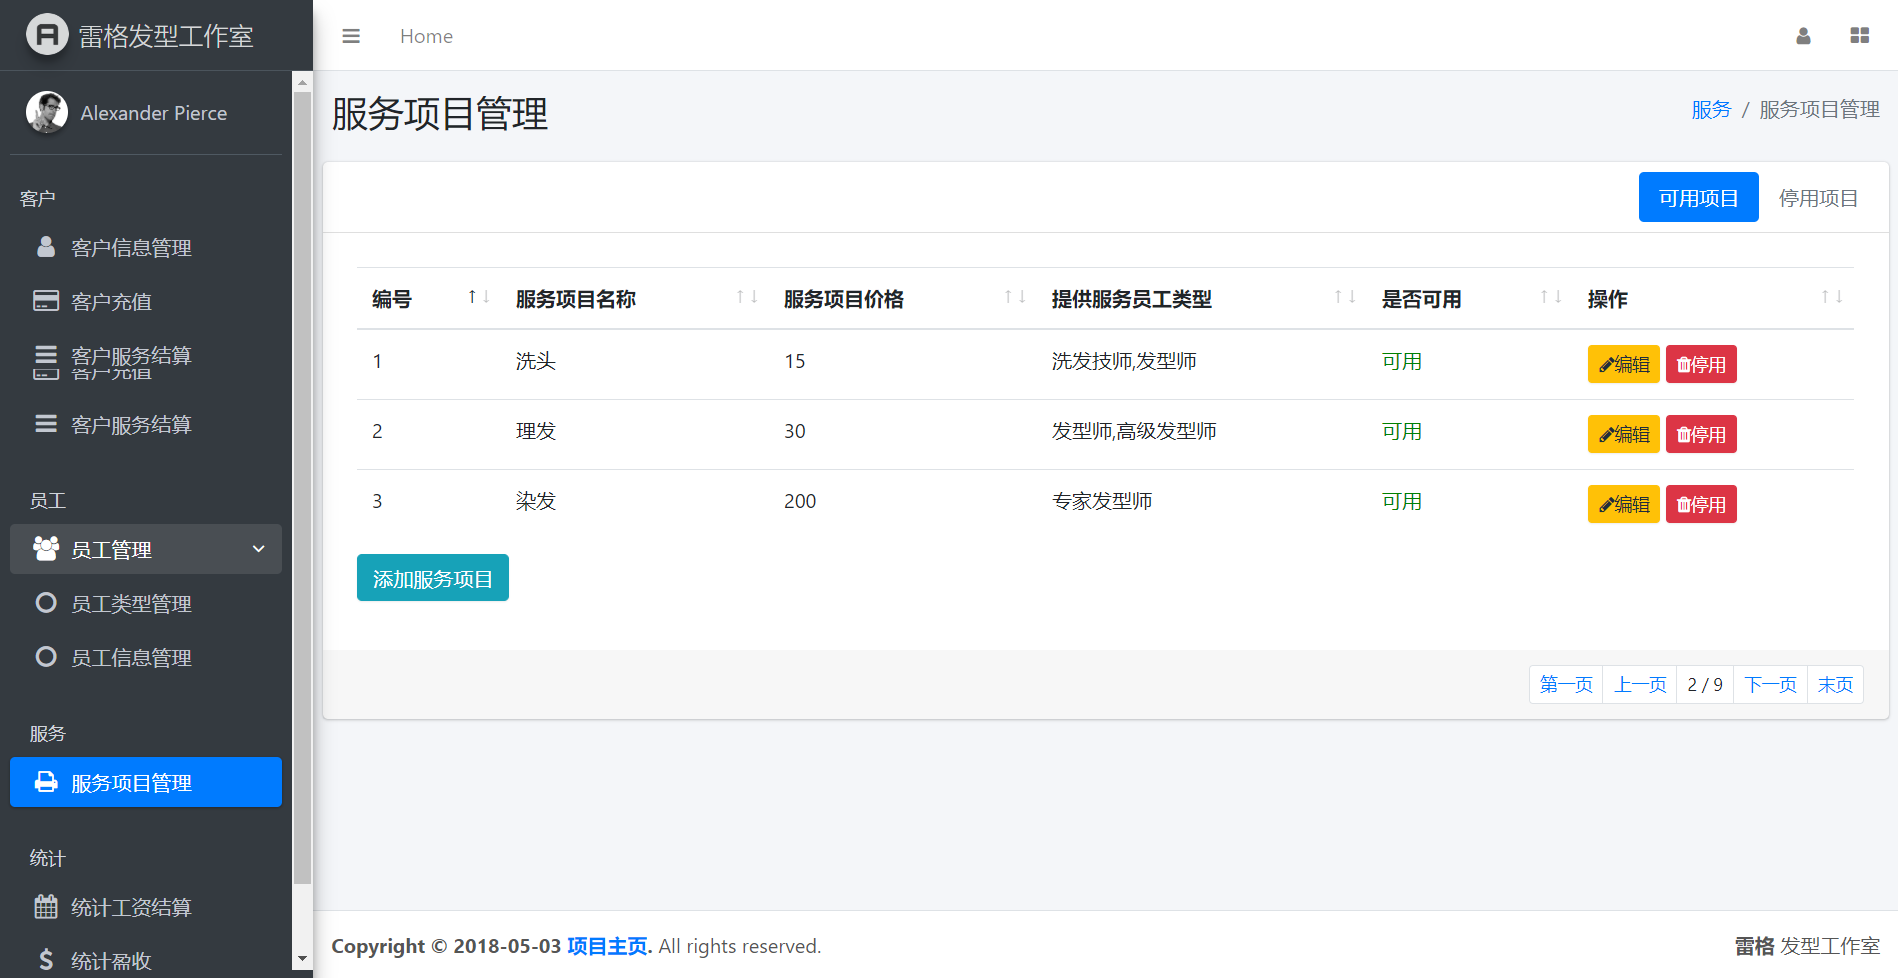 雷格发型工作室
Home
Alexander Pierce
客户
客户信息管理
客户充值
客户服务结算
客户充值
客户服务结算
员工
员工管理
员工类型管理
员工信息管理
服务
服务项目管理
统计
统计工资结算
统计盈收
服务项目管理
服务 / 服务项目管理
可用项目 停用项目
编号 服务项目名称 服务项目价格 提供服务员工类型 是否可用 操作
1 洗头 15 洗发技师,发型师 可用 编辑 停用
2 理发 30 发型师,高级发型师 可用 编辑 停用
3 染发 200 专家发型师 可用 编辑 停用
添加服务项目
第一页 上一页 2 / 9 下一页 末页
Copyright © 2018-05-03 项目主页. All rights reserved.
雷格 发型工作室